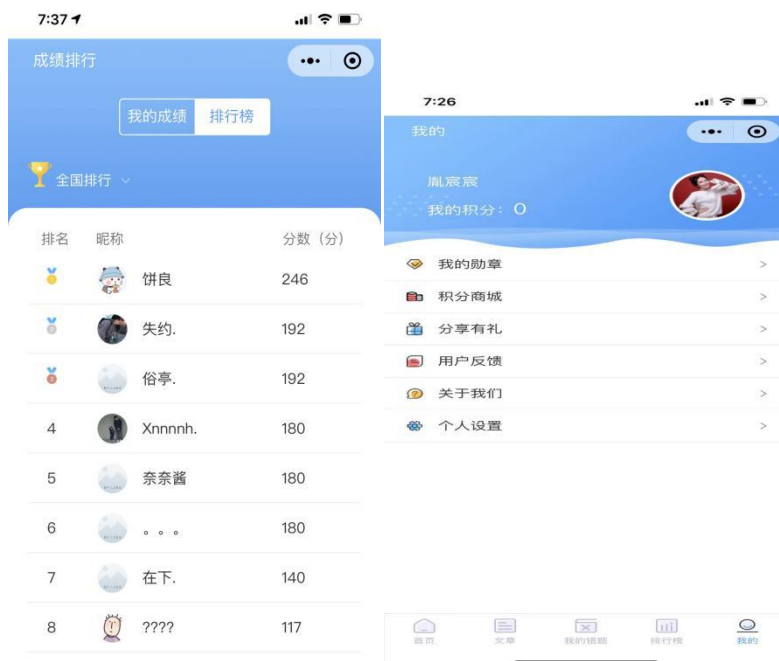 7:37
成绩排行
我的成绩 排行榜
全国排行
排名 昵称 分数（分）
饼良 246
失约. 192
俗亭. 192
4 Xnnnnh. 180
5 奈奈酱 180
6 。。。 180
7 在下. 140
8 ???? 117
7:26
我的
胤宸宸
我的积分：0
我的勋章 >
积分商城 >
分享有礼 >
用户反馈 >
关于我们 >
个人设置 >
首页 文章 我的错题 排行榜 我的